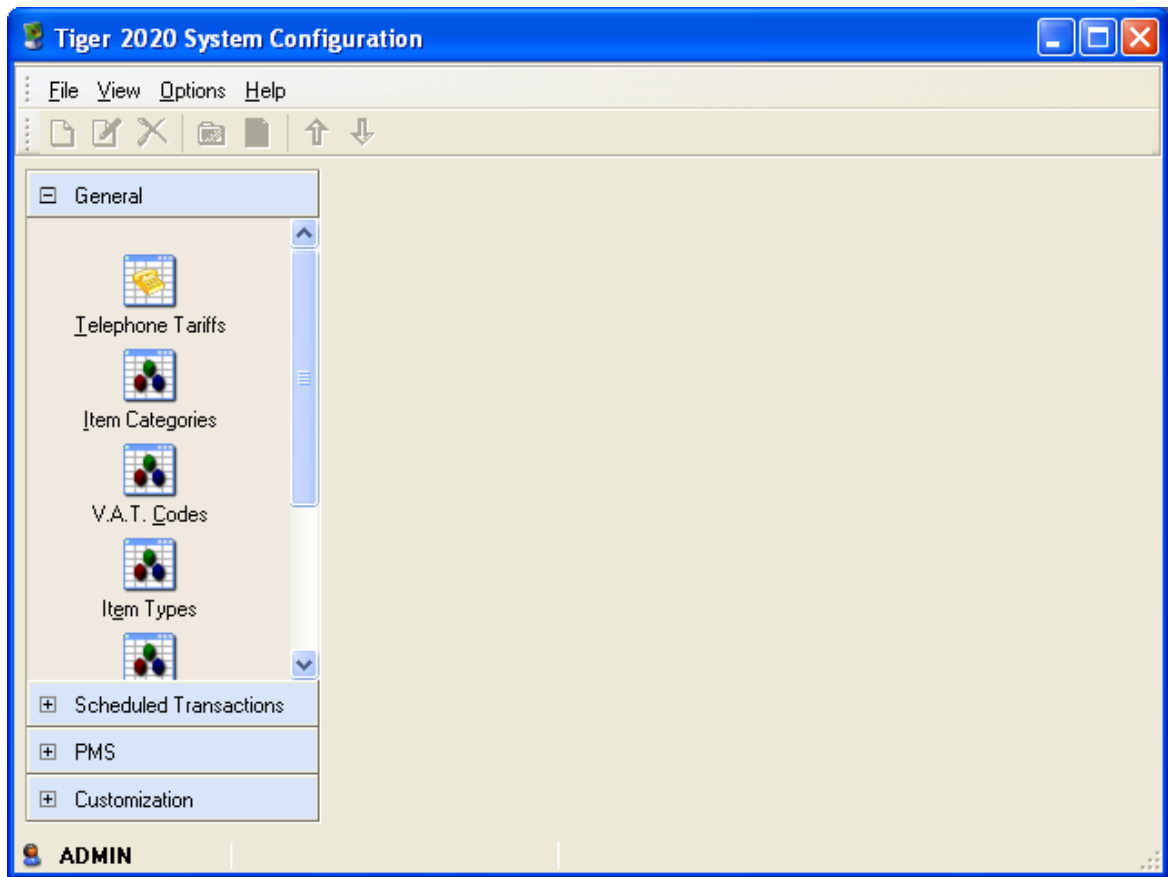 Tiger 2020 System Configuration
File View Options Help
General
Telephone Tariffs
Item Categories
V.A.T. Codes
Item Types
Scheduled Transactions
PMS
Customization
ADMIN